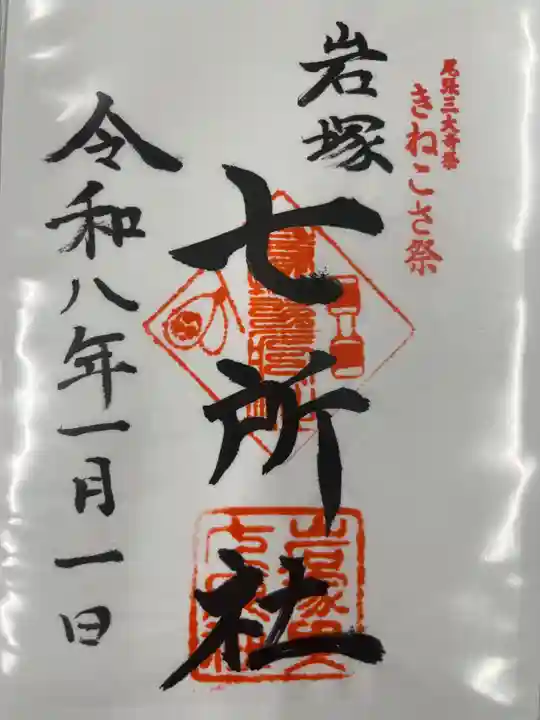 尾張三大奇祭
きねこさ祭
岩塚
七所社
令和八年一月一日